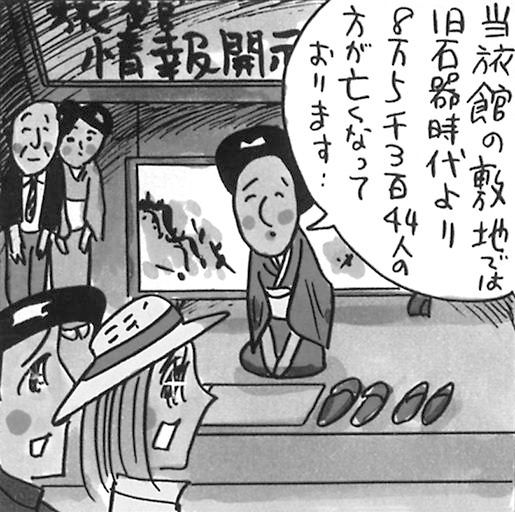 旅館
情報開示
当旅館の敷地では
旧石器時代より
8万5千3百44人の
方が亡くなって
おります…